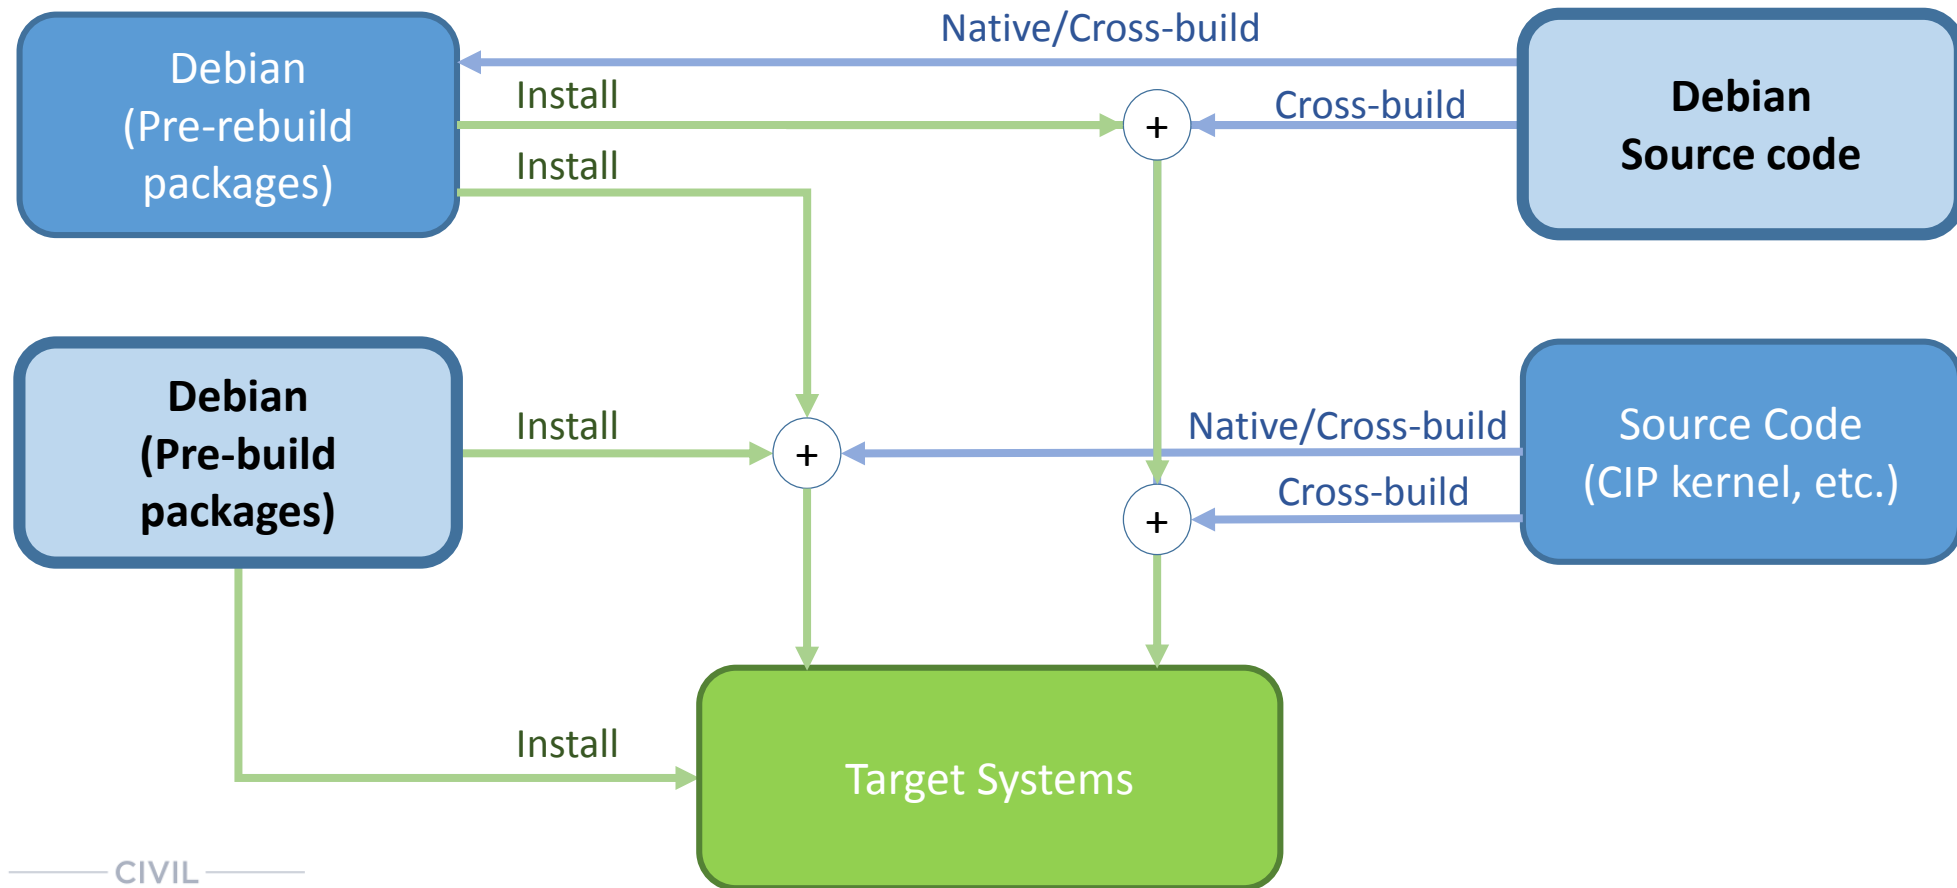 Native/Cross-build
Debian
(Pre-rebuild
packages)
Install
Install
+
Cross-build
Debian
Source code
Debian
(Pre-build
packages)
Install
+
Native/Cross-build
Cross-build
+
Source Code
(CIP kernel, etc.)
Install
Target Systems
CIVIL